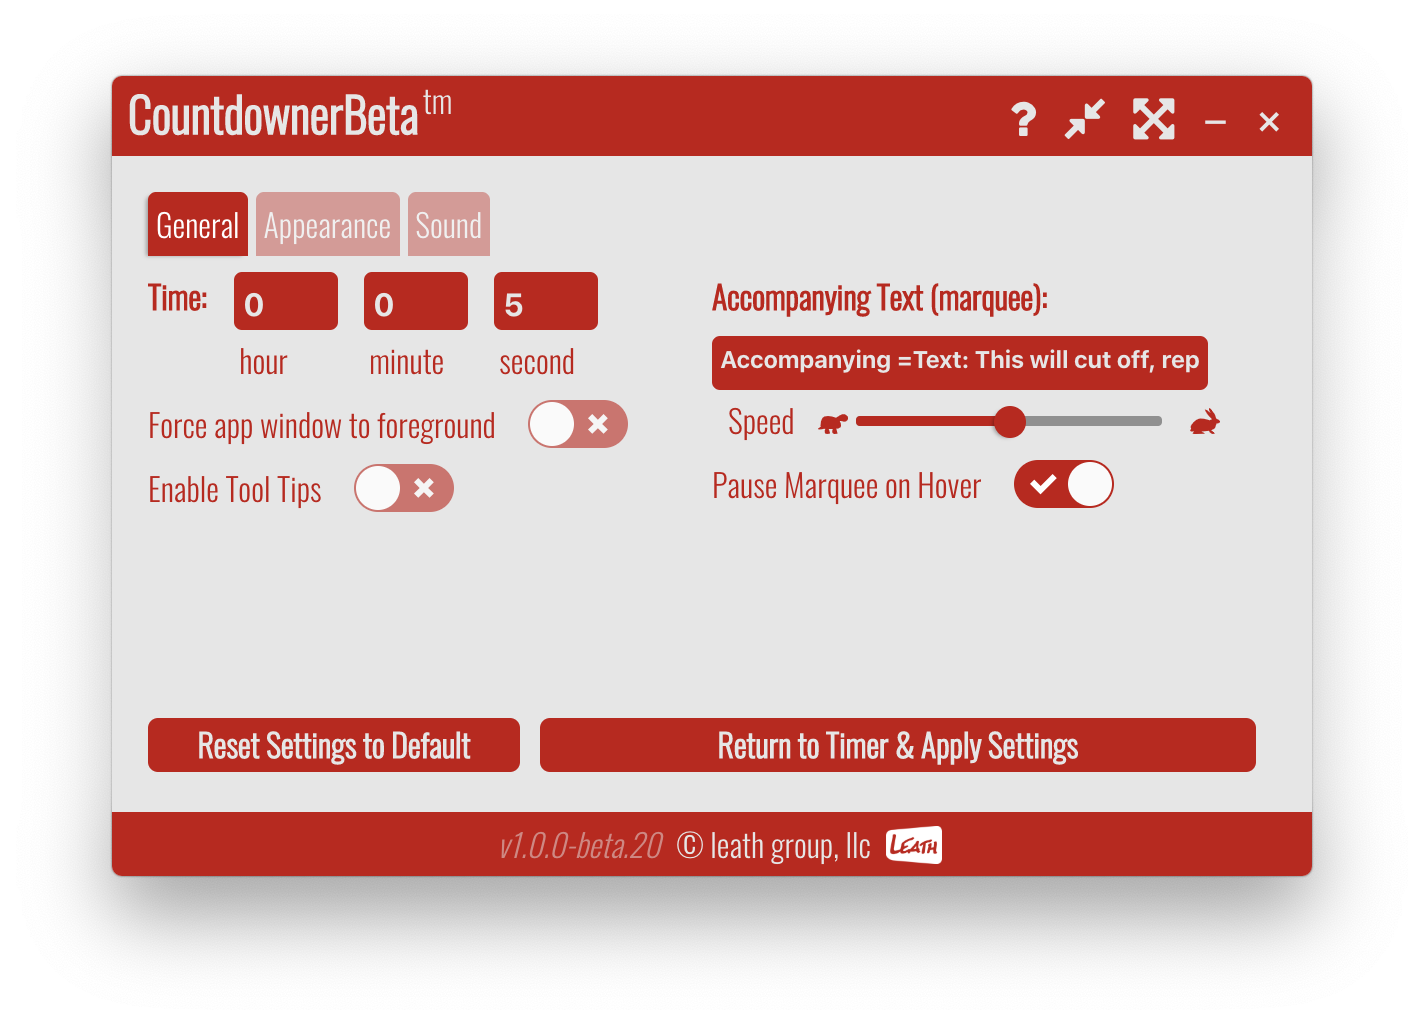 CountdownerBeta tm
?
General Appearance Sound
Time: 0 0 5
hour minute second
Force app window to foreground
Enable Tool Tips
Accompanying Text (marquee):
Accompanying =Text: This will cut off, rep
Speed
Pause Marquee on Hover
Reset Settings to Default
Return to Timer & Apply Settings
v1.0.0-beta.20 © leath group, llc LEATH